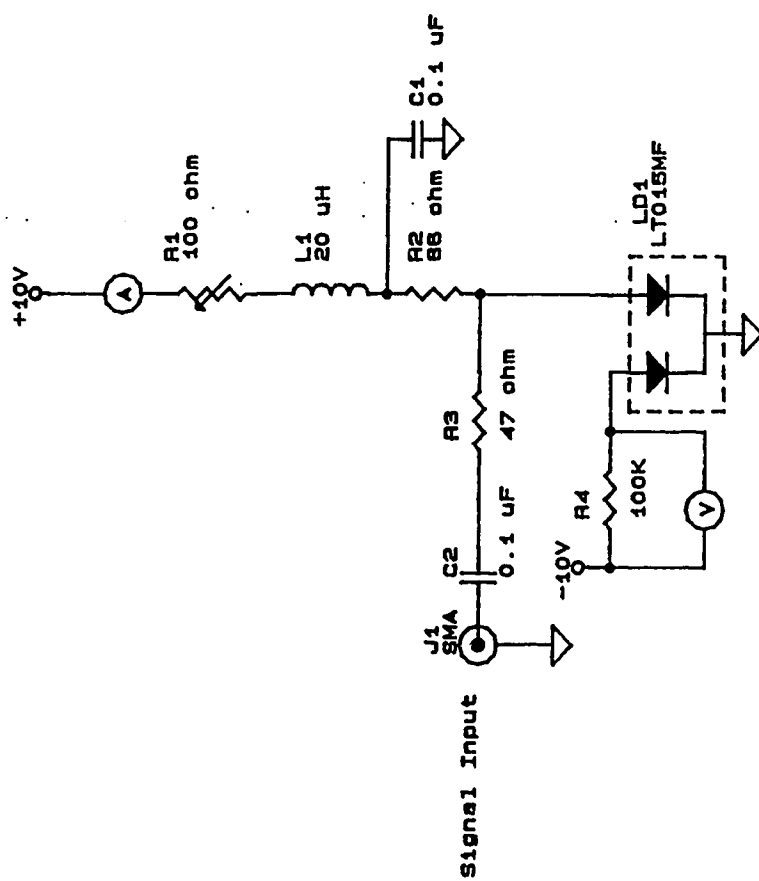 +10V
A
R1
100 ohm
L1
20 uH
C1
0.1 uF
R2
66 ohm
R3
47 ohm
C2
0.1 uF
J1
SMA
Signal Input
LD1
LT015MF
-10V
R4
100K
V